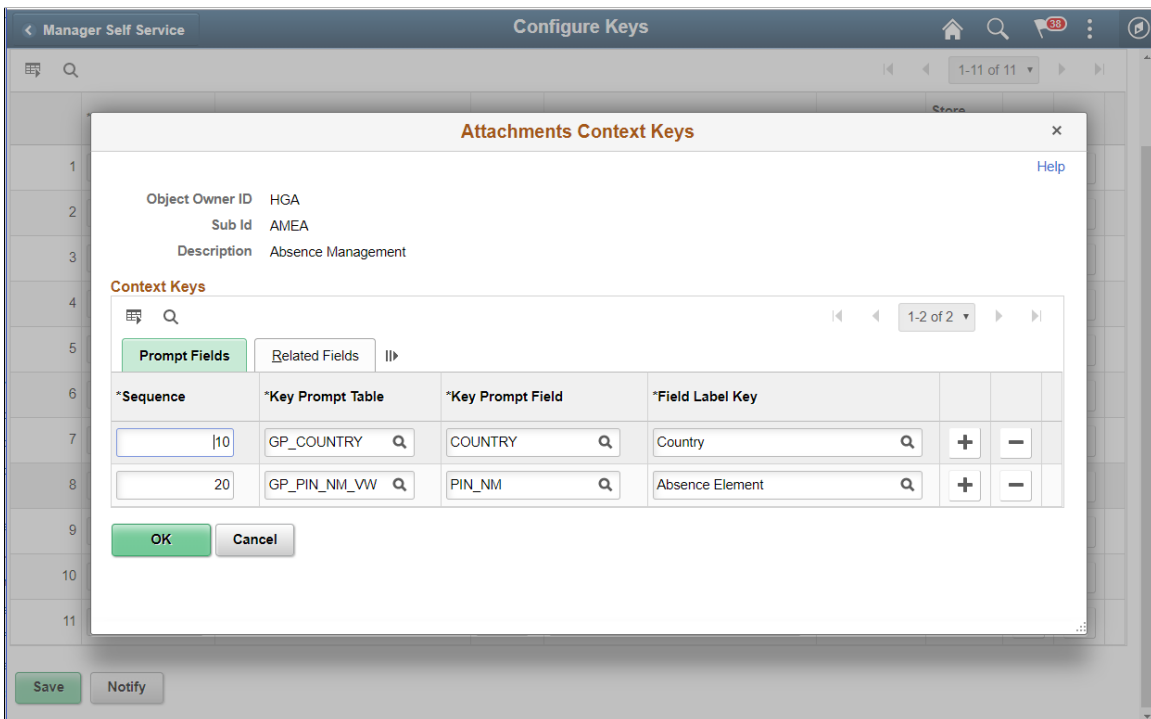 Manager Self Service
Configure Keys
38
1-11 of 11
Store
Attachments Context Keys
×
Help
Object Owner ID HGA
Sub Id AMEA
Description Absence Management
Context Keys
1-2 of 2
Prompt Fields Related Fields
*Sequence *Key Prompt Table *Key Prompt Field *Field Label Key
10 GP_COUNTRY COUNTRY Country
20 GP_PIN_NM_VW PIN_NM Absence Element
OK Cancel
1
2
3
4
5
6
7
8
9
10
11
Save Notify